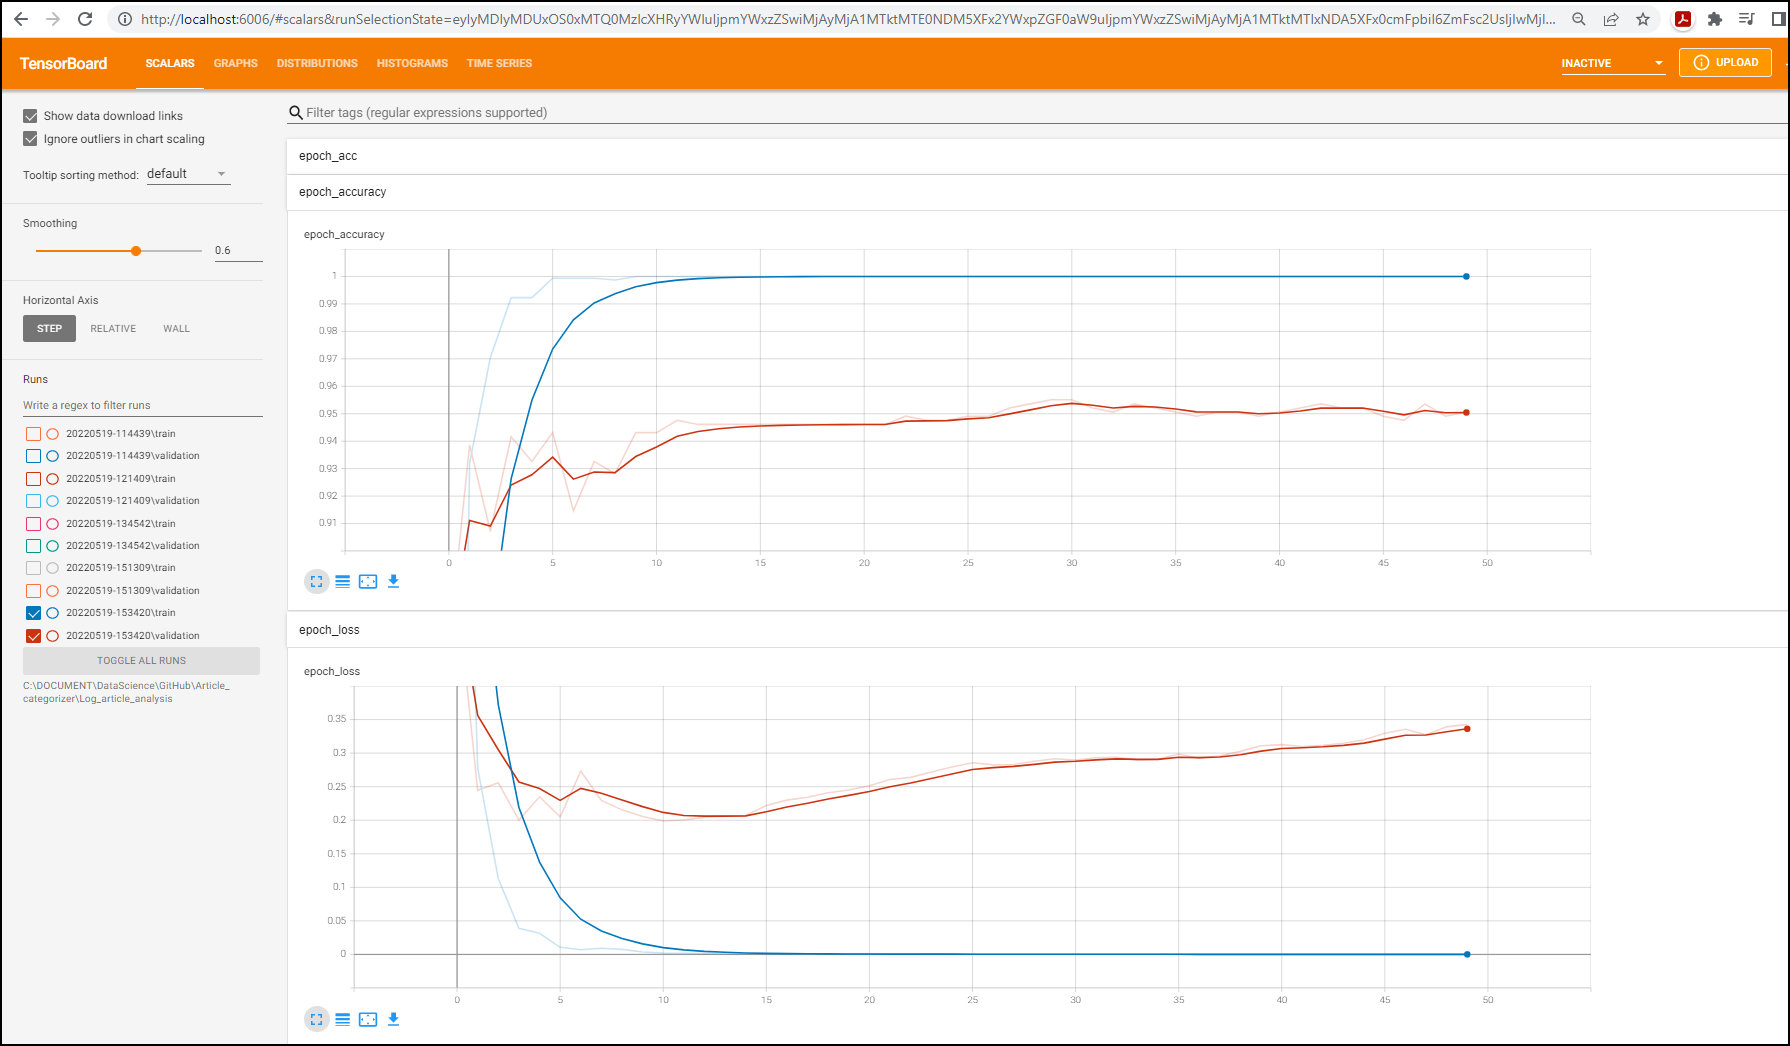 http://localhost:6006/#scalars&runSelectionState=
TensorBoard
SCALARS GRAPHS DISTRIBUTIONS HISTOGRAMS TIME SERIES INACTIVE UPLOAD
Show data download links
Ignore outliers in chart scaling
Tooltip sorting method: default
Smoothing
0.6
Horizontal Axis
STEP RELATIVE WALL
Runs
Write a regex to filter runs
20220519-114439\train
20220519-114439\validation
20220519-121409\train
20220519-121409\validation
20220519-134542\train
20220519-134542\validation
20220519-151309\train
20220519-151309\validation
20220519-153420\train
20220519-153420\validation
TOGGLE ALL RUNS
C:\DOCUMENT\DataScience\GitHub\Article_
categorizer\Log_article_analysis
Filter tags (regular expressions supported)
epoch_acc
epoch_accuracy
epoch_accuracy
1
0.99
0.98
0.97
0.96
0.95
0.94
0.93
0.92
0.91
0 5 10 15 20 25 30 35 40 45 50
epoch_loss
epoch_loss
0.35
0.3
0.25
0.2
0.15
0.1
0.05
0
0 5 10 15 20 25 30 35 40 45 50